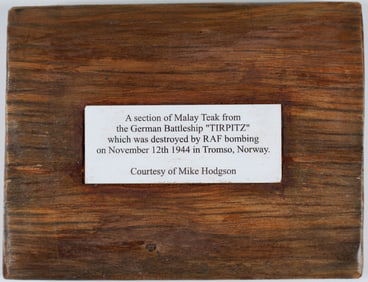 A section of Malay Teak from
the German Battleship "TIRPITZ"
which was destroyed by RAF bombing
on November 12th 1944 in Tromso, Norway.
Courtesy of Mike Hodgson